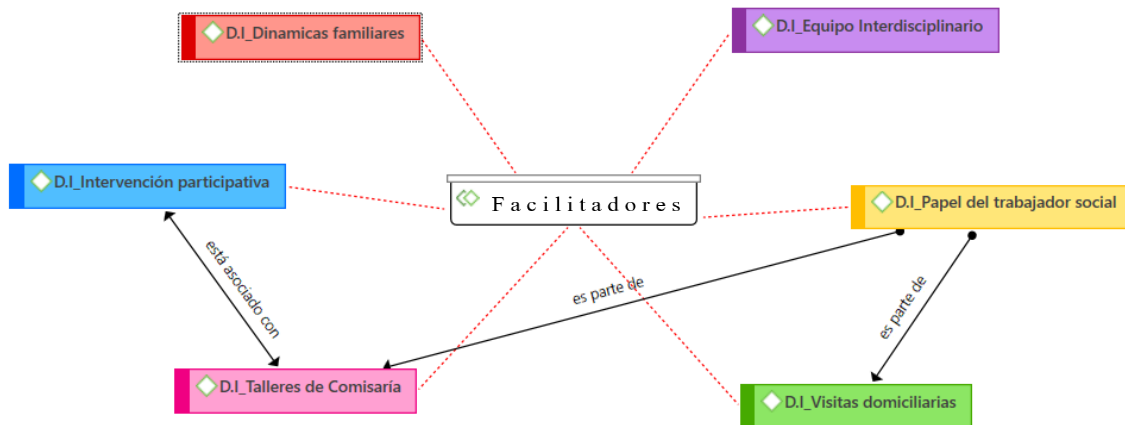 D.I_Dinamicas familiares
D.I_Equipo Interdisciplinario
D.I_Intervención participativa
Facilitadores
D.I_Papel del trabajador social
está asociado con
es parte de
es parte de
D.I_Talleres de Comisaría
D.I_Visitas domiciliarias